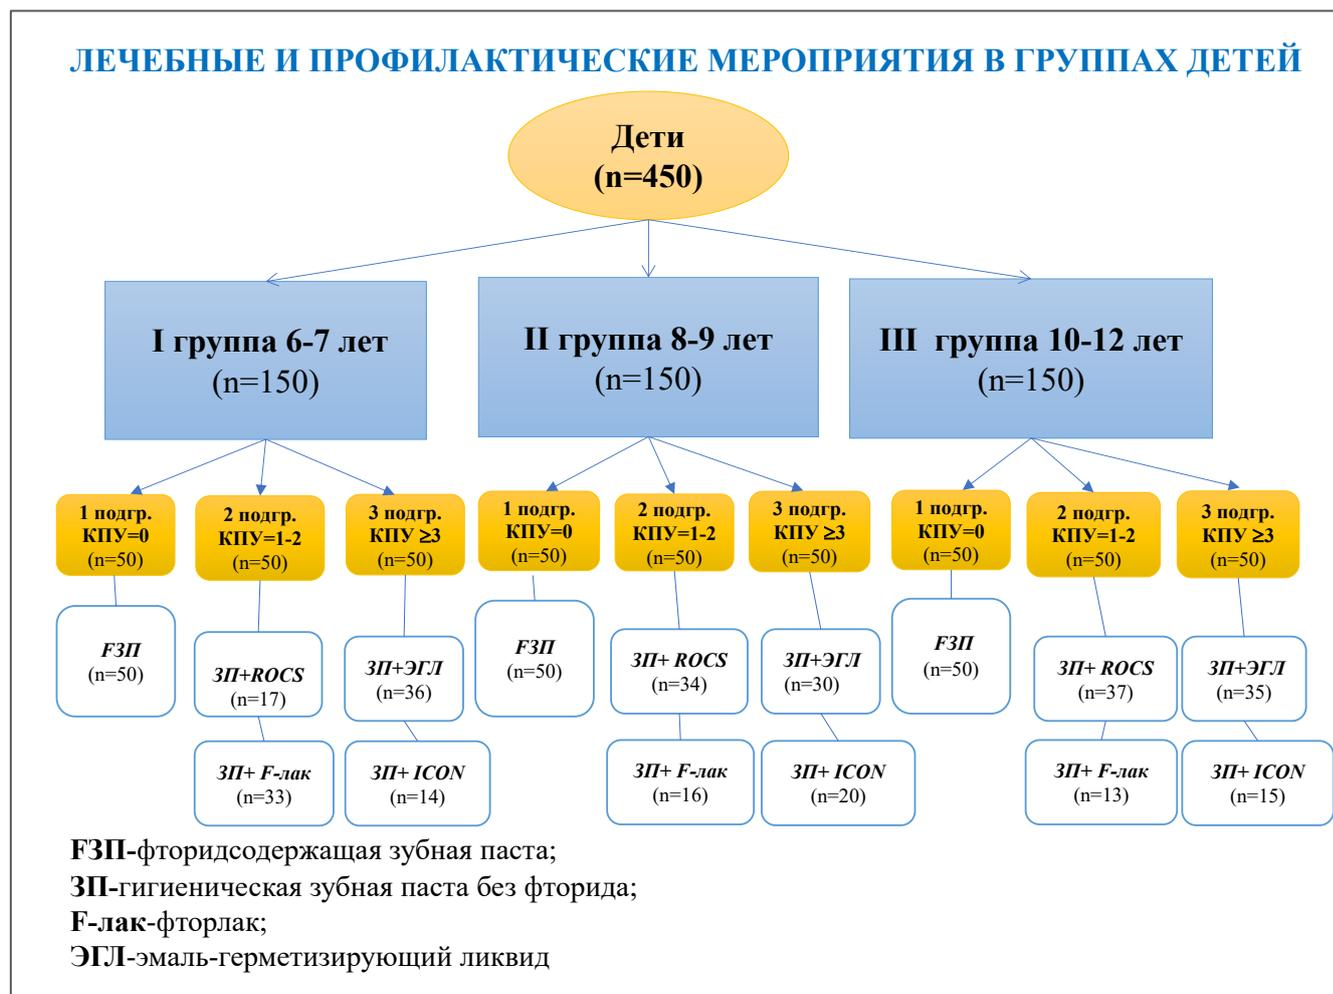 ЛЕЧЕБНЫЕ И ПРОФИЛАКТИЧЕСКИЕ МЕРОПРИЯТИЯ В ГРУППАХ ДЕТЕЙ
Дети
(n=450)
I группа 6-7 лет
(n=150)
II группа 8-9 лет
(n=150)
III группа 10-12 лет
(n=150)
1 подгр.
КПУ=0
(n=50)
2 подгр.
КПУ=1-2
(n=50)
3 подгр.
КПУ ≥3
(n=50)
1 подгр.
КПУ=0
(n=50)
2 подгр.
КПУ=1-2
(n=50)
3 подгр.
КПУ ≥3
(n=50)
1 подгр.
КПУ=0
(n=50)
2 подгр.
КПУ=1-2
(n=50)
3 подгр.
КПУ ≥3
(n=50)
FЗП
(n=50)
ЗП+ROCS
(n=17)
ЗП+ЭГЛ
(n=36)
FЗП
(n=50)
ЗП+ ROCS
(n=34)
ЗП+ЭГЛ
(n=30)
FЗП
(n=50)
ЗП+ ROCS
(n=37)
ЗП+ЭГЛ
(n=35)
ЗП+ F-лак
(n=33)
ЗП+ ICON
(n=14)
ЗП+ F-лак
(n=16)
ЗП+ ICON
(n=20)
ЗП+ F-лак
(n=13)
ЗП+ ICON
(n=15)
FЗП-фторидсодержащая зубная паста;
ЗП-гигиеническая зубная паста без фторида;
F-лак-фторлак;
ЭГЛ-эмаль-герметизирующий ликвид